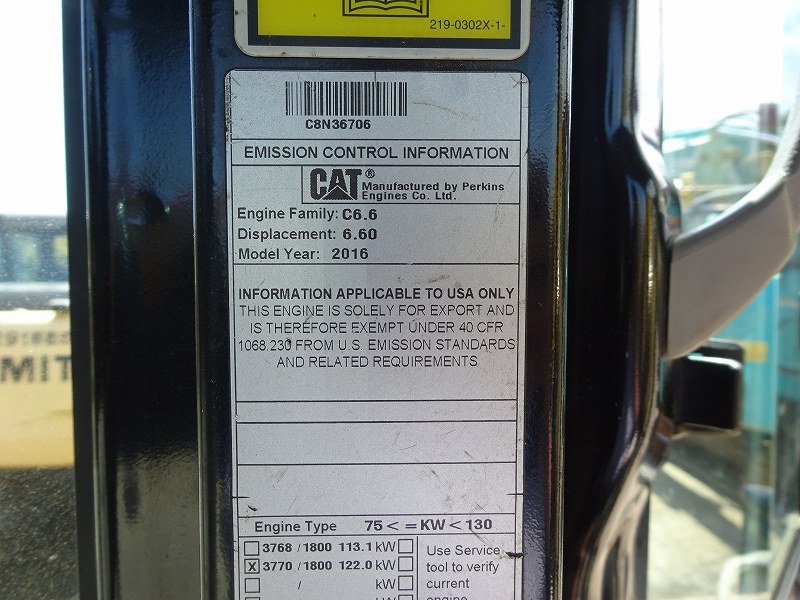 219-0302X-1-
C8N36706
EMISSION CONTROL INFORMATION
CAT® Manufactured by Perkins
Engines Co. Ltd.
Engine Family: C6.6
Displacement: 6.60
Model Year: 2016
INFORMATION APPLICABLE TO USA ONLY
THIS ENGINE IS SOLELY FOR EXPORT AND
IS THEREFORE EXEMPT UNDER 40 CFR
1068.230 FROM U.S. EMISSION STANDARDS
AND RELATED REQUIREMENTS
Engine Type 75 < = KW < 130
3768 / 1800 113.1 kW
X 3770 / 1800 122.0 kW
/ kW
Use Service
tool to verify
current
MIT